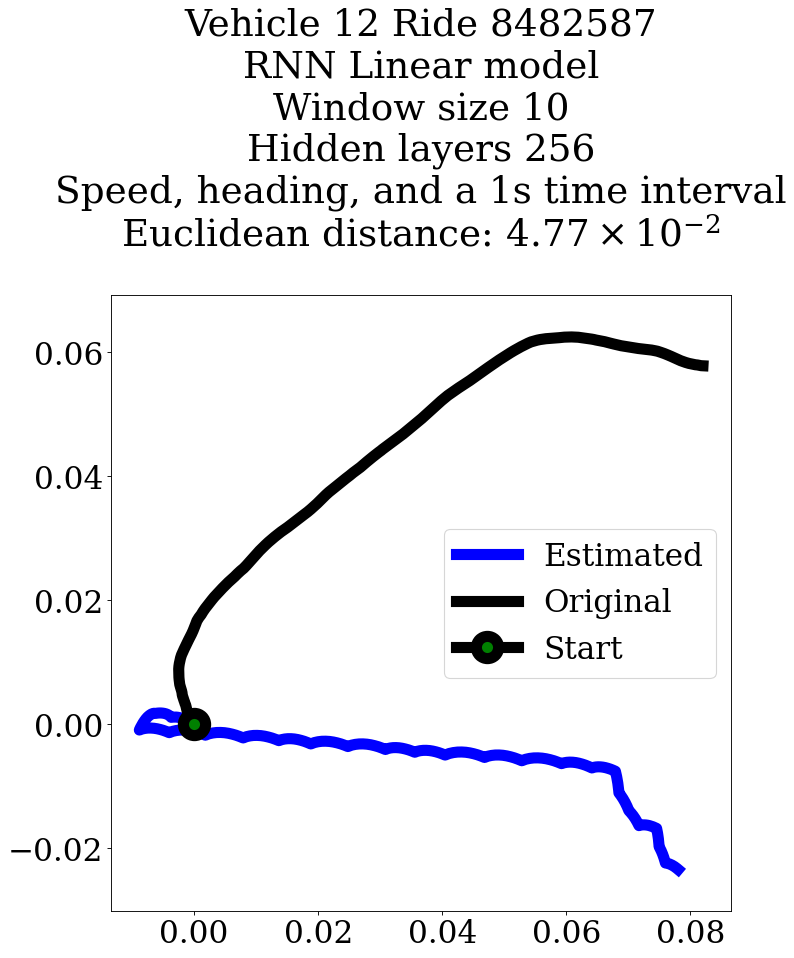 Vehicle 12 Ride 8482587
RNN Linear model
Window size 10
Hidden layers 256
Speed, heading, and a 1s time interval
Euclidean distance: 4.77 × 10⁻²
0.06
0.04
0.02
0.00
−0.02
Estimated
Original
Start
0.00 0.02 0.04 0.06 0.08